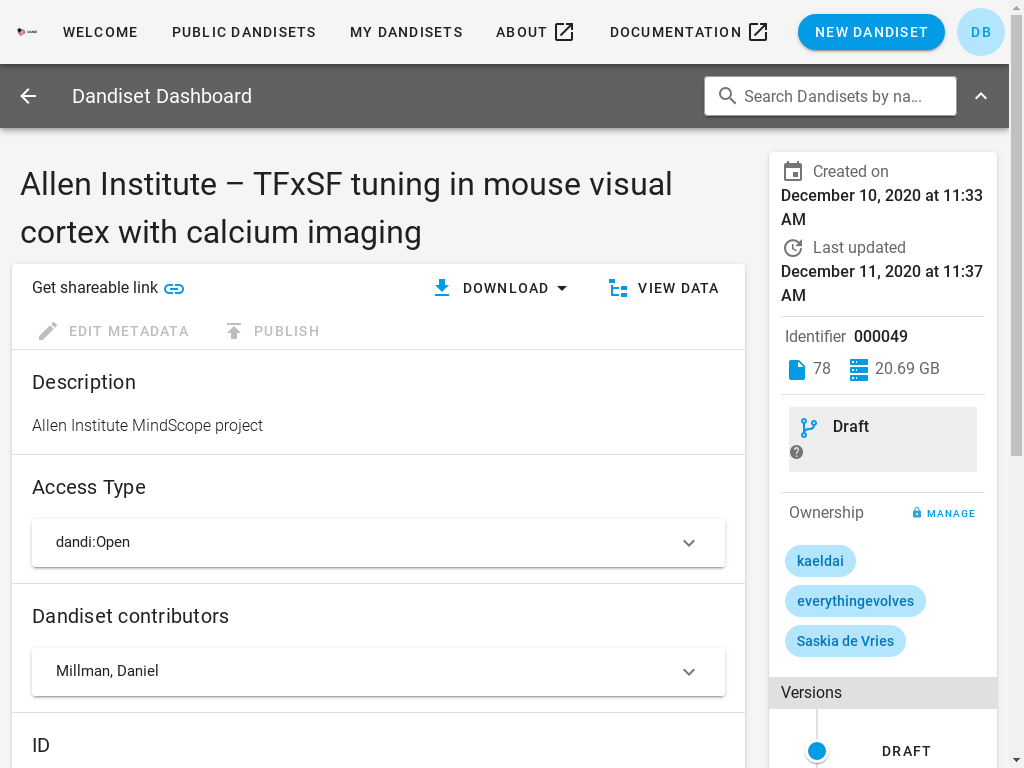 WELCOME PUBLIC DANDISETS MY DANDISETS ABOUT DOCUMENTATION NEW DANDISET DB
Dandiset Dashboard Search Dandisets by na...
Allen Institute – TFxSF tuning in mouse visual
cortex with calcium imaging
Get shareable link DOWNLOAD VIEW DATA
EDIT METADATA PUBLISH
Description
Allen Institute MindScope project
Access Type
dandi:Open
Dandiset contributors
Millman, Daniel
ID
Created on
December 10, 2020 at 11:33
AM
Last updated
December 11, 2020 at 11:37
AM
Identifier 000049
78 20.69 GB
Draft
?
Ownership MANAGE
kaeldai
everythingevolves
Saskia de Vries
Versions
DRAFT